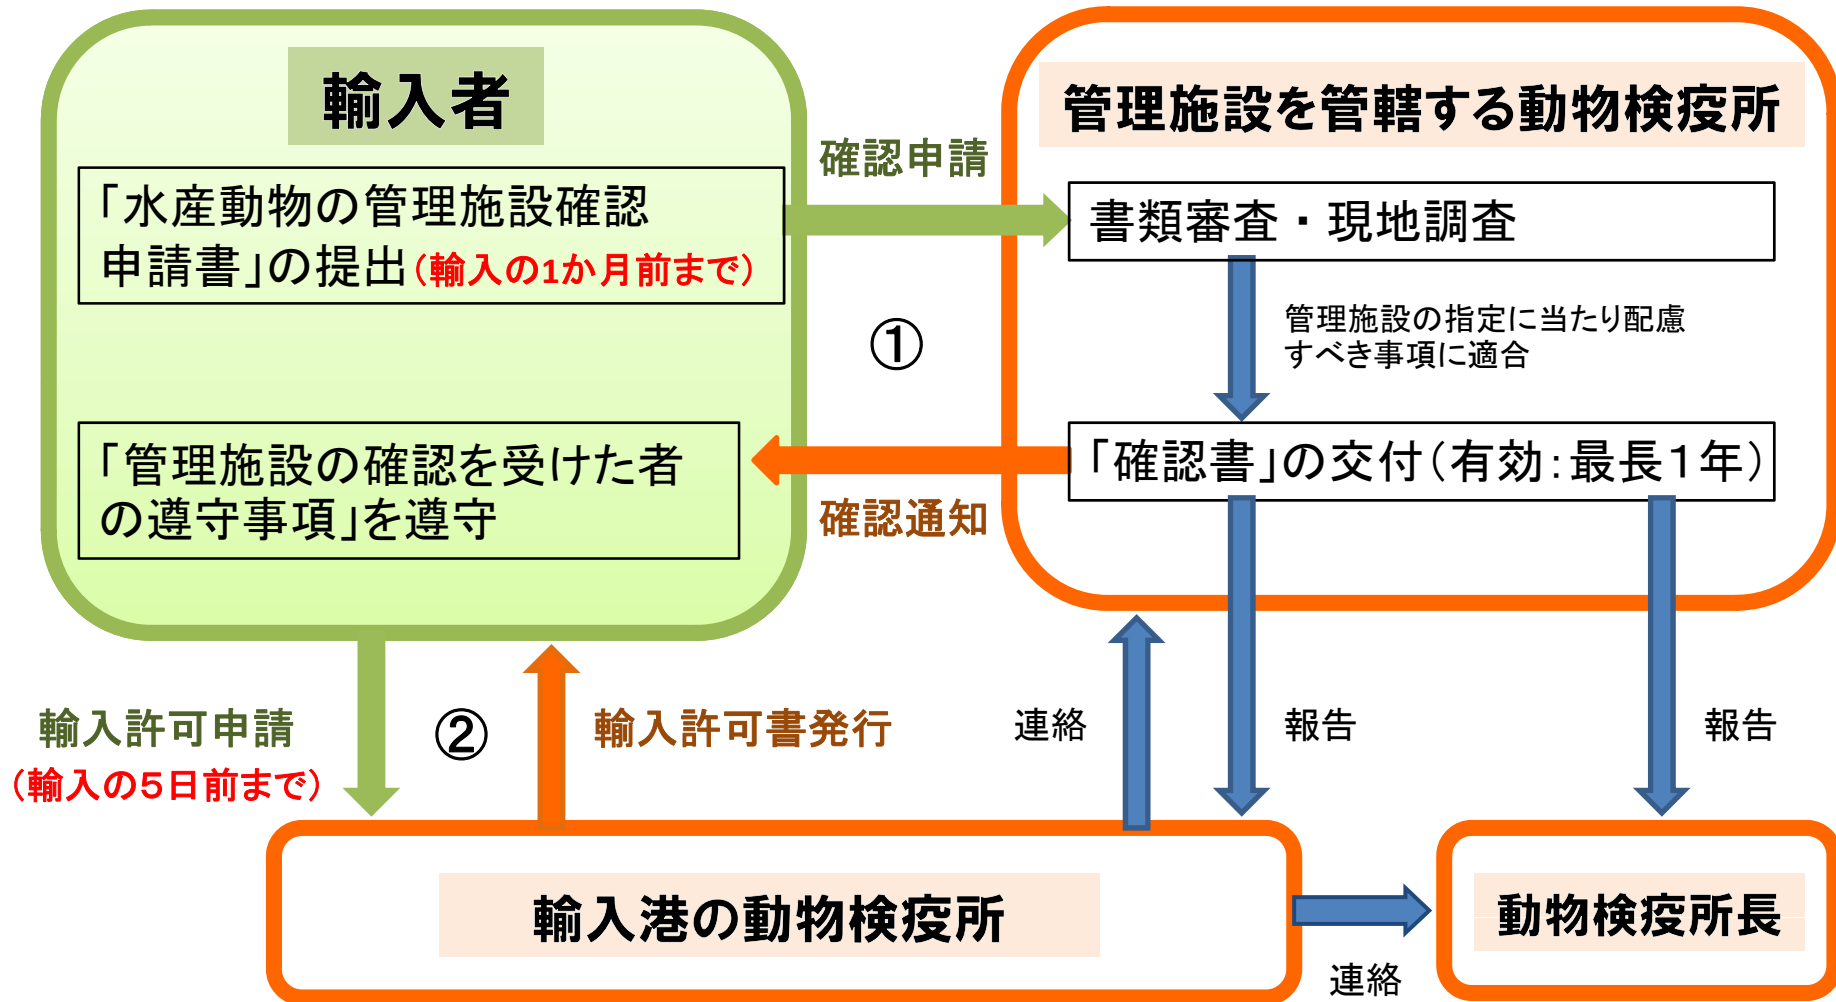 輸入者
「水産動物の管理施設確認
申請書」の提出(輸入の1か月前まで)
「管理施設の確認を受けた者
の遵守事項」を遵守
確認申請
①
確認通知
管理施設を管轄する動物検疫所
書類審査・現地調査
管理施設の指定に当たり配慮
すべき事項に適合
「確認書」の交付(有効:最長1年)
輸入許可申請
(輸入の5日前まで)
②
輸入許可書発行
連絡
報告
報告
輸入港の動物検疫所
連絡
動物検疫所長